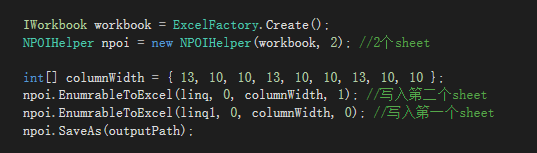 IWorkbook workbook = ExcelFactory.Create();
NPOIHelper npoi = new NPOIHelper(workbook, 2); //2个sheet
int[] columnWidth = { 13, 10, 10, 13, 10, 10, 13, 10, 10 };
npoi.EnumrableToExcel(linq, 0, columnWidth, 1); //写入第二个sheet
npoi.EnumrableToExcel(linq1, 0, columnWidth, 0); //写入第一个sheet
npoi.SaveAs(outputPath);